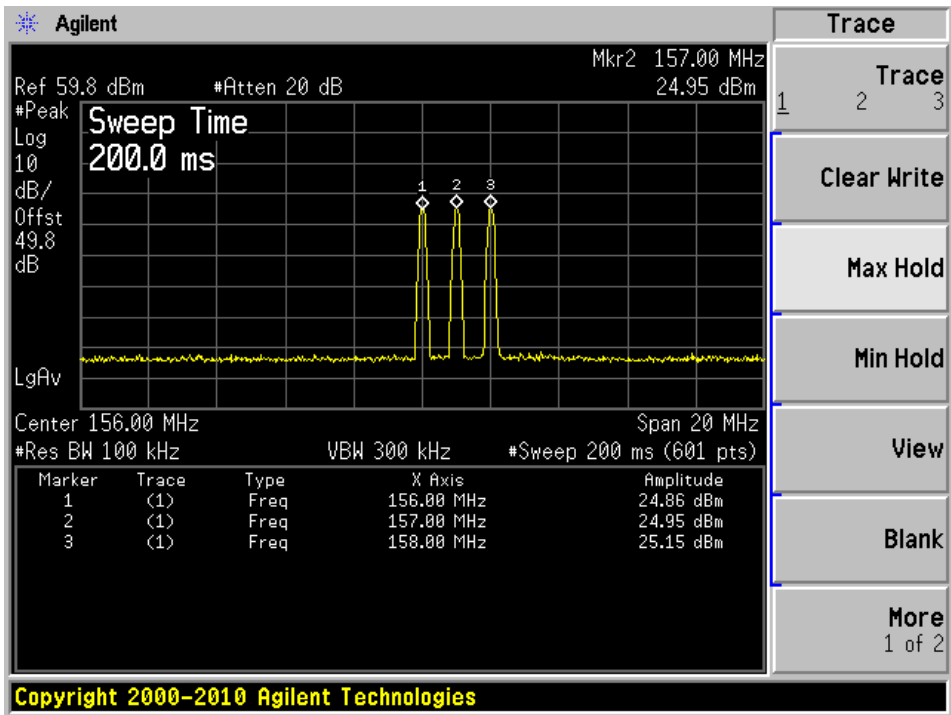 Agilent
Trace
Mkr2 157.00 MHz
Ref 59.8 dBm #Atten 20 dB 24.95 dBm
#Peak
Log
10
dB/
Offst
49.8
dB
LgAv
Sweep Time
200.0 ms
1 2 3
Center 156.00 MHz Span 20 MHz
#Res BW 100 kHz VBW 300 kHz #Sweep 200 ms (601 pts)
Marker Trace Type X Axis Amplitude
1 (1) Freq 156.00 MHz 24.86 dBm
2 (1) Freq 157.00 MHz 24.95 dBm
3 (1) Freq 158.00 MHz 25.15 dBm
Trace
1 2 3
Clear Write
Max Hold
Min Hold
View
Blank
More
1 of 2
Copyright 2000-2010 Agilent Technologies